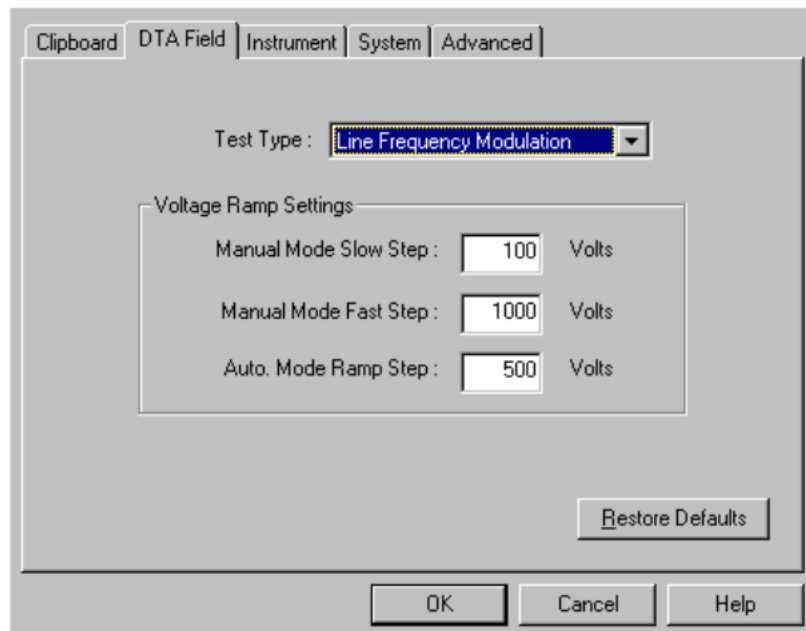 Clipboard DTA Field Instrument System Advanced
Test Type : Line Frequency Modulation
Voltage Ramp Settings
Manual Mode Slow Step : 100 Volts
Manual Mode Fast Step : 1000 Volts
Auto. Mode Ramp Step : 500 Volts
Restore Defaults
OK Cancel Help